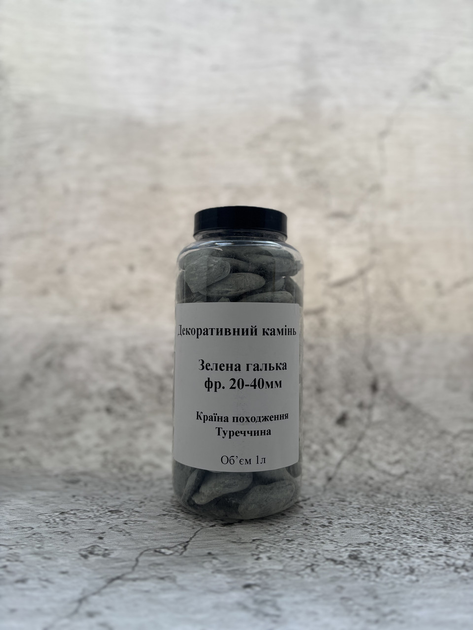 Декоративний камінь
Зелена галька
фр. 20-40мм
Країна походження
Туреччина
Об'єм 1л